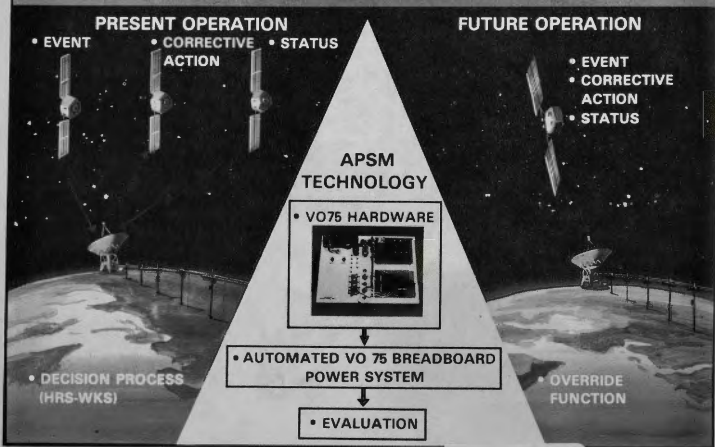 PRESENT OPERATION
• EVENT
• CORRECTIVE
ACTION
• STATUS
• DECISION PROCESS
(HRS-WKS)
APSM
TECHNOLOGY
• VO75 HARDWARE
• AUTOMATED VO 75 BREADBOARD
POWER SYSTEM
• EVALUATION
FUTURE OPERATION
• EVENT
• CORRECTIVE
ACTION
• STATUS
• OVERRIDE
FUNCTION